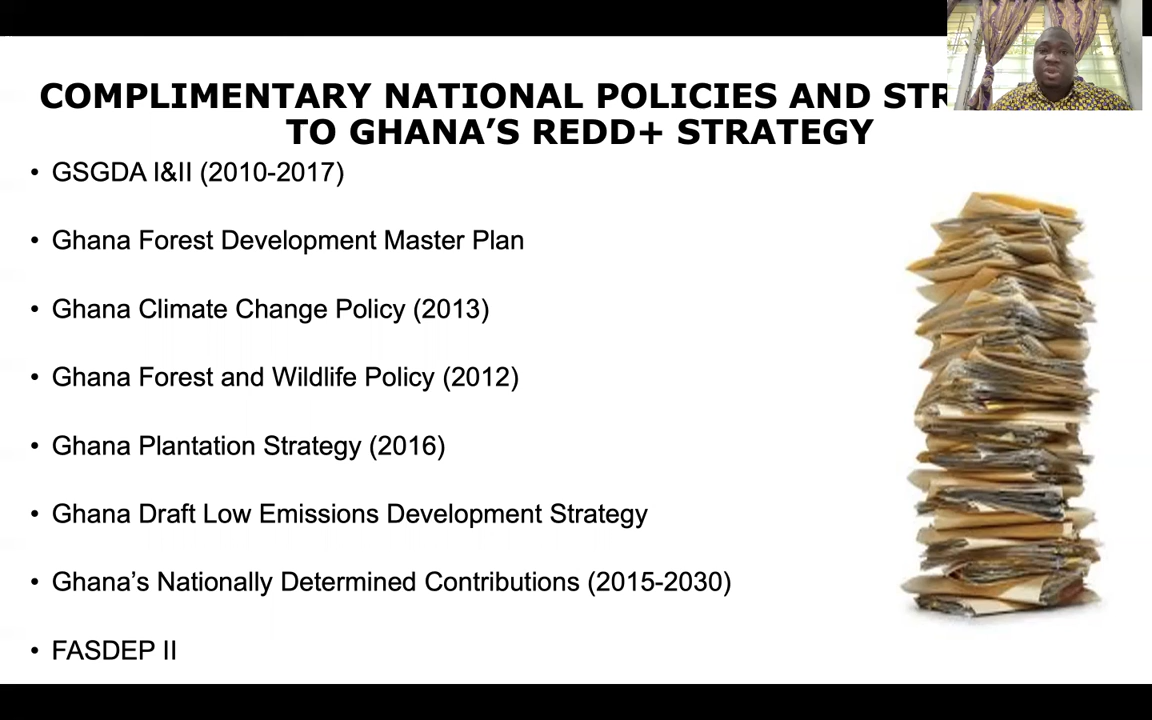 COMPLIMENTARY NATIONAL POLICIES AND
TO GHANA’S REDD+ STRATEGY
• GSGDA I&II (2010-2017)
• Ghana Forest Development Master Plan
• Ghana Climate Change Policy (2013)
• Ghana Forest and Wildlife Policy (2012)
• Ghana Plantation Strategy (2016)
• Ghana Draft Low Emissions Development Strategy
• Ghana’s Nationally Determined Contributions (2015-2030)
• FASDEP II